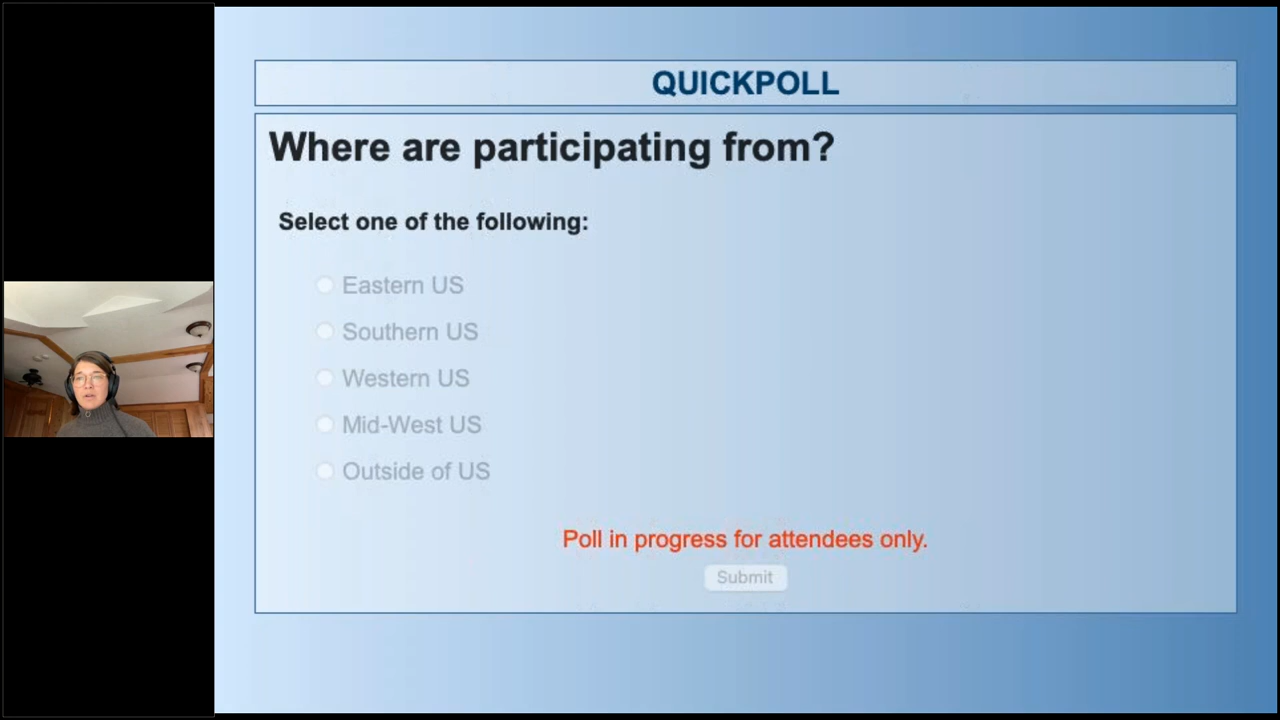 QUICKPOLL
Where are participating from?
Select one of the following:
Eastern US
Southern US
Western US
Mid-West US
Outside of US
Poll in progress for attendees only.
Submit